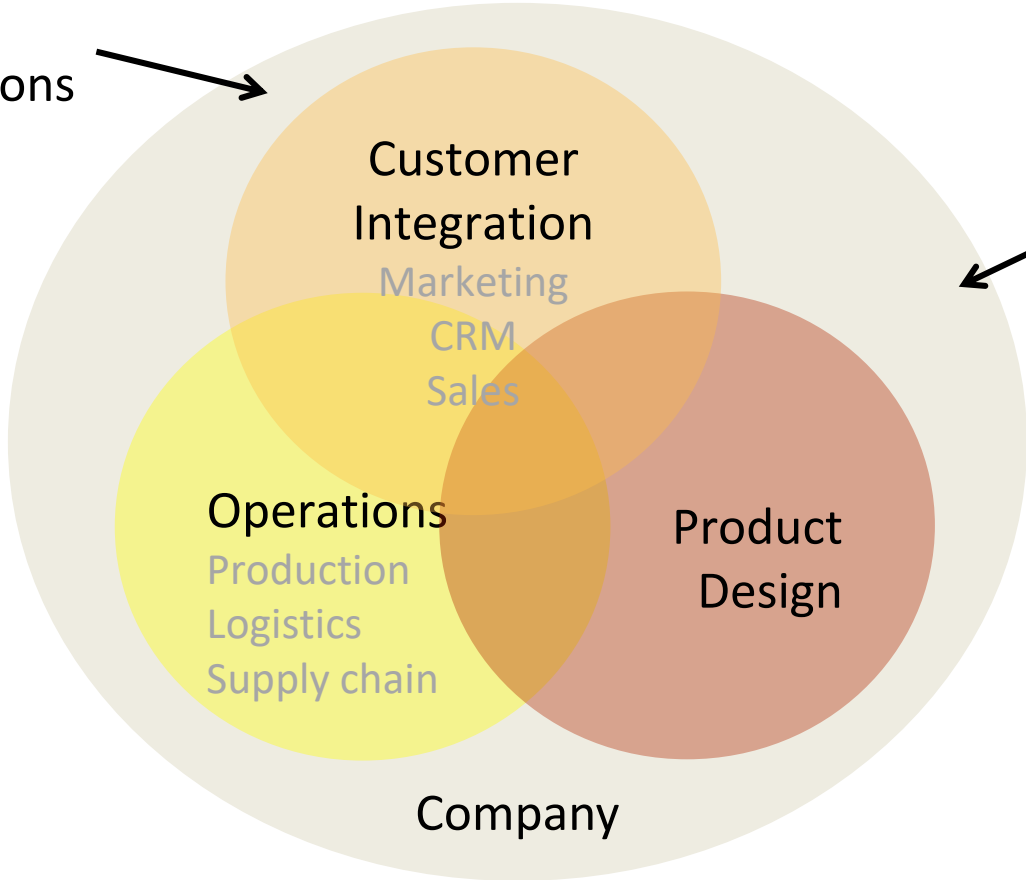 ons
Customer
Integration
Marketing
CRM
Sales
Operations
Production
Logistics
Supply chain
Product
Design
Company